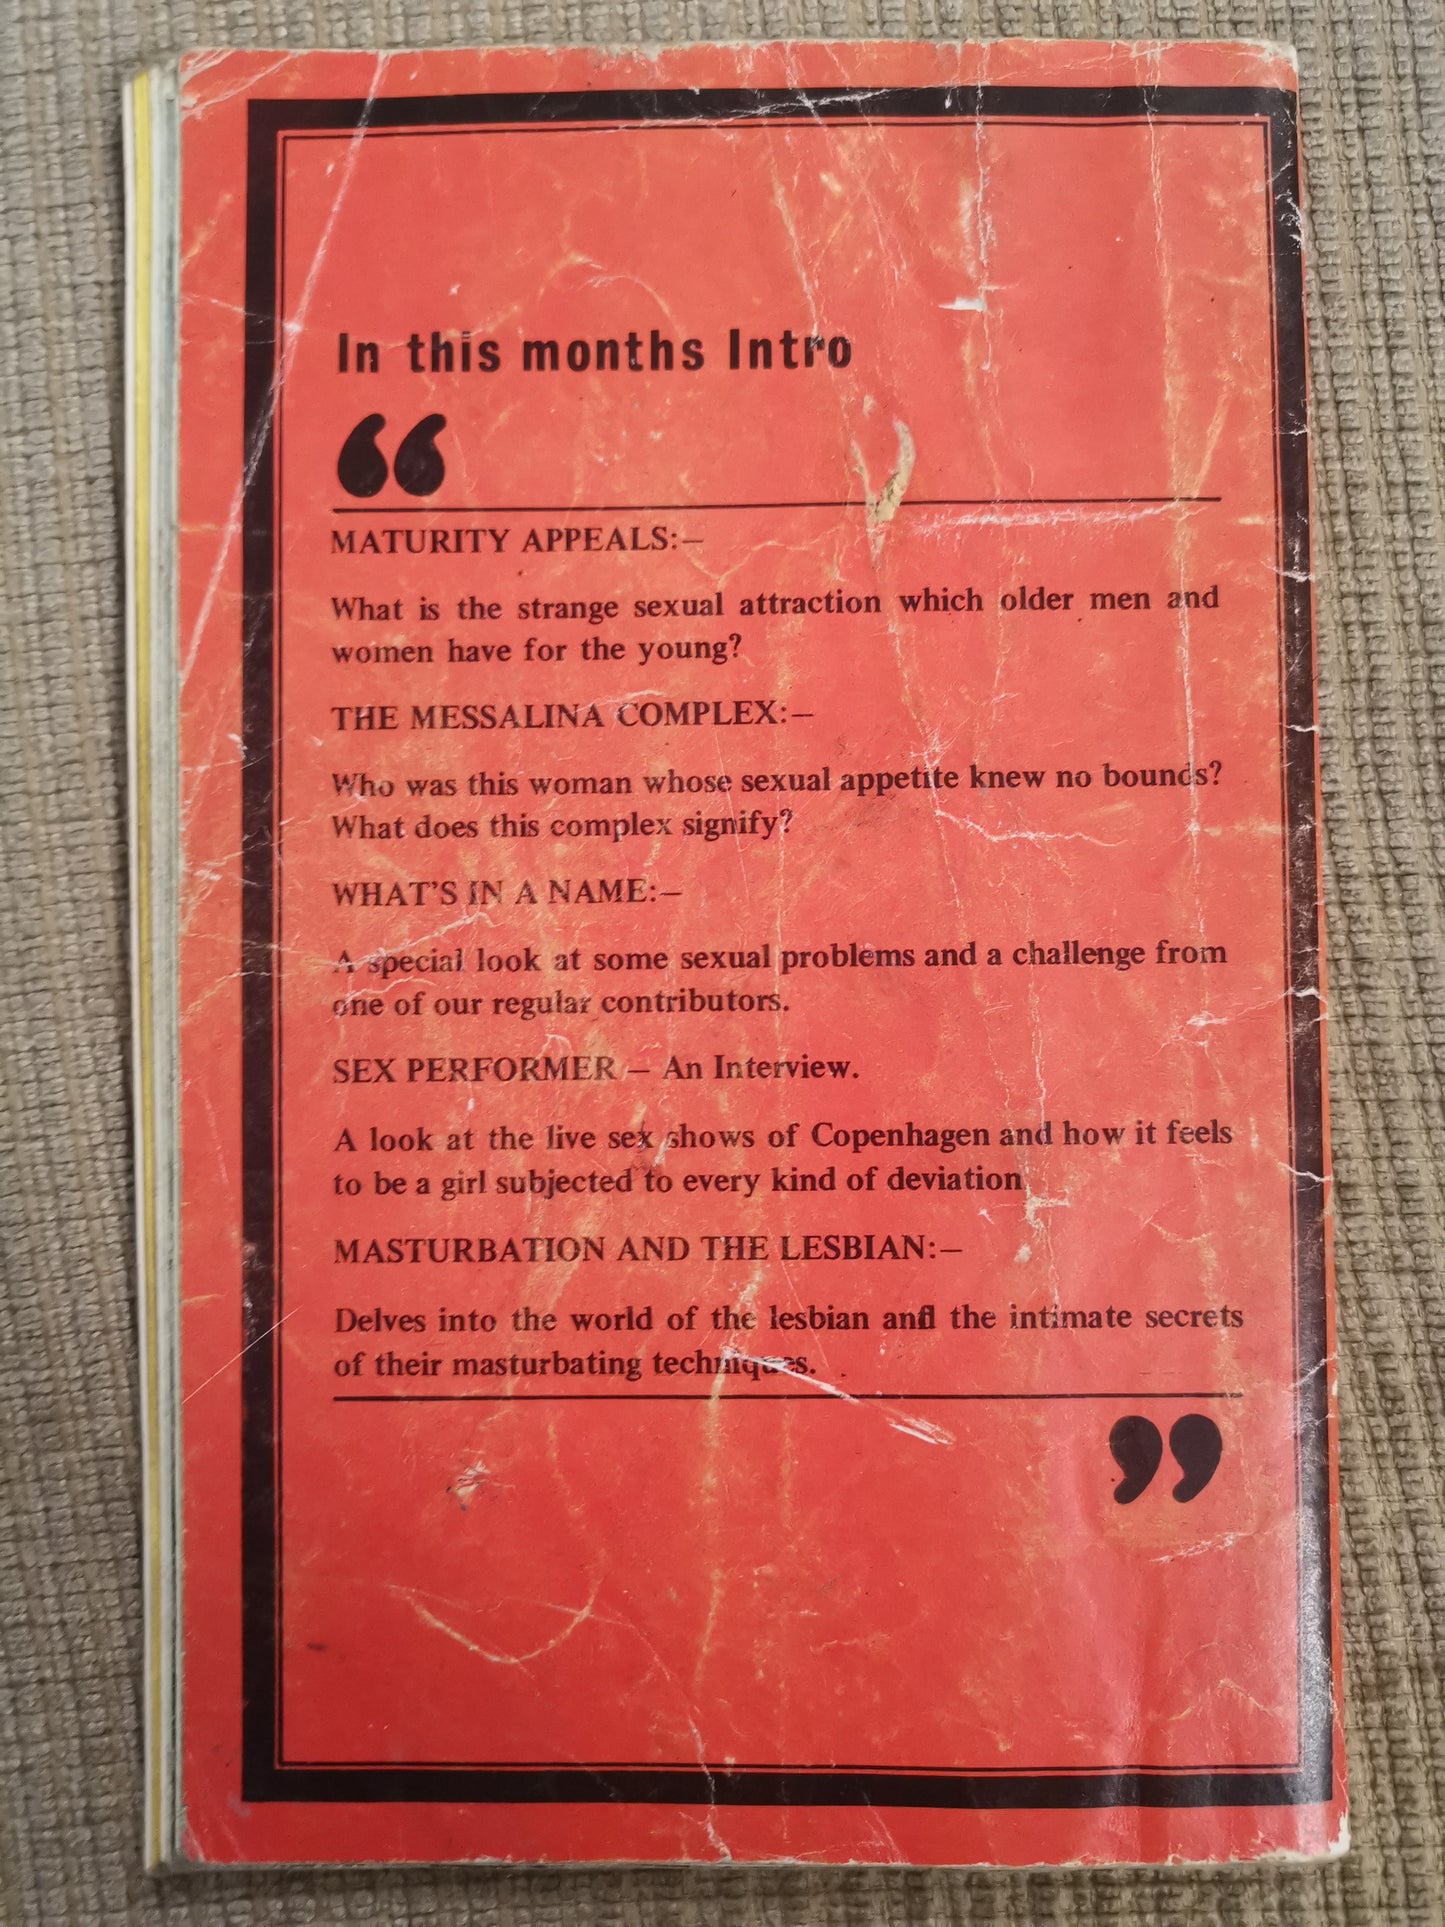 In this months Intro
“
MATURITY APPEALS:—
What is the strange sexual attraction which older men and
women have for the young?
THE MESSALINA COMPLEX:—
Who was this woman whose sexual appetite knew no bounds?
What does this complex signify?
WHAT'S IN A NAME:—
A special look at some sexual problems and a challenge from
one of our regular contributors.
SEX PERFORMER — An Interview.
A look at the live sex shows of Copenhagen and how it feels
to be a girl subjected to every kind of deviation.
MASTURBATION AND THE LESBIAN:—
Delves into the world of the lesbian anfl the intimate secrets
of their masturbating techniques.
”